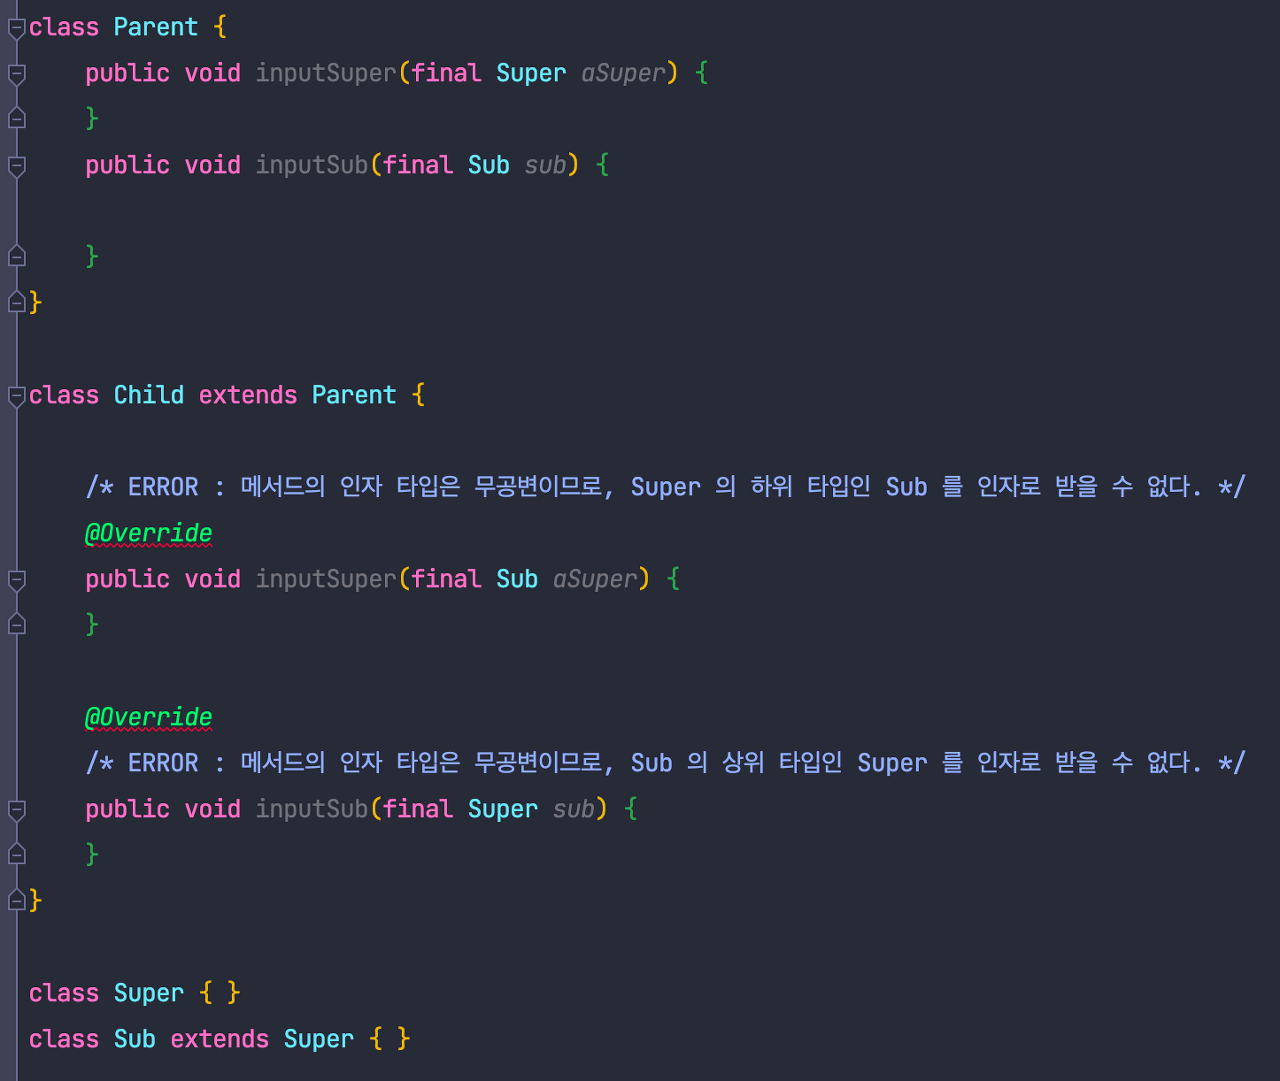 class Parent {
    public void inputSuper(final Super aSuper) {
    }
    public void inputSub(final Sub sub) {

    }
}

class Child extends Parent {

    /* ERROR : 메서드의 인자 타입은 무공변이므로, Super 의 하위 타입인 Sub 를 인자로 받을 수 없다. */
    @Override
    public void inputSuper(final Sub aSuper) {
    }

    @Override
    /* ERROR : 메서드의 인자 타입은 무공변이므로, Sub 의 상위 타입인 Super 를 인자로 받을 수 없다. */
    public void inputSub(final Super sub) {
    }
}

class Super { }
class Sub extends Super { }